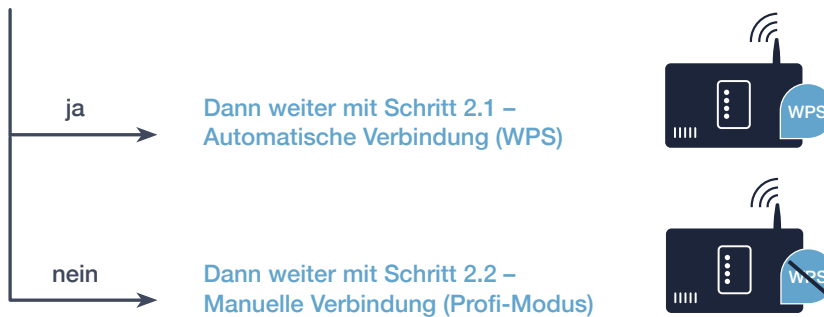 ja
Dann weiter mit Schritt 2.1 –
Automatische Verbindung (WPS)
WPS
nein
Dann weiter mit Schritt 2.2 –
Manuelle Verbindung (Profi-Modus)
WPS